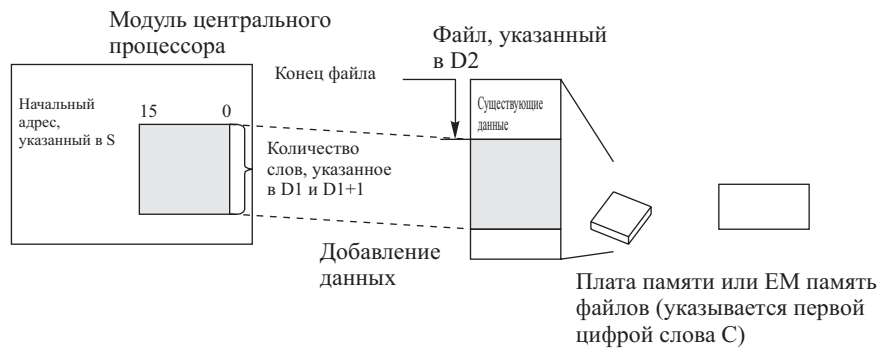 Модуль центрального
процессора
Файл, указанный
в D2
Конец файла
Начальный
адрес,
указанный в S
15 0
Существующие
данные
Количество
слов, указанное
в D1 и D1+1
Добавление
данных
Плата памяти или ЕМ память
файлов (указывается первой
цифрой слова С)